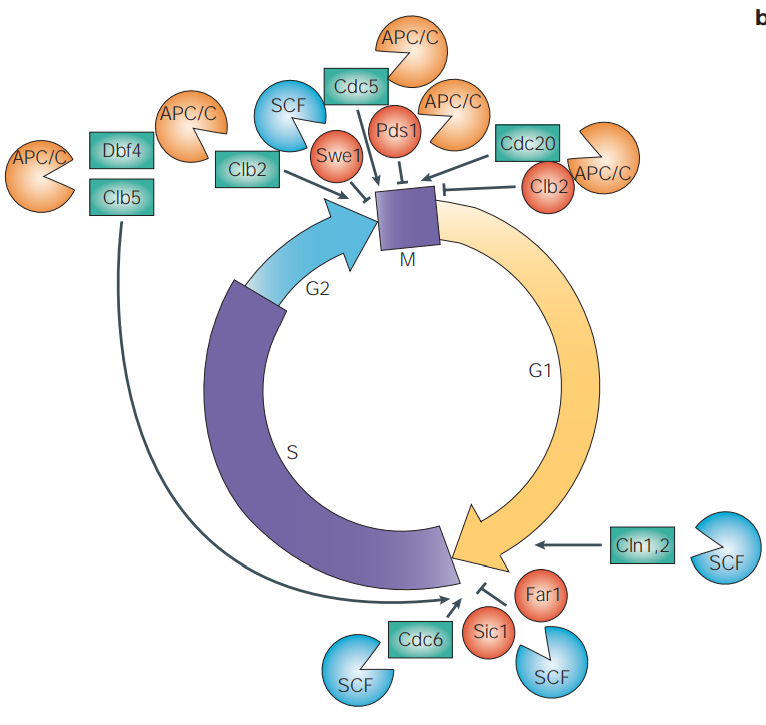 b
APC/C
Cdc5
SCF
APC/C
APC/C
Pds1
Cdc20
Dbf4
APC/C
Swe1
Clb2
APC/C
Clb2
Clb5
M
G2
G1
S
Cln1,2
SCF
Far1
Cdc6
Sic1
SCF
SCF